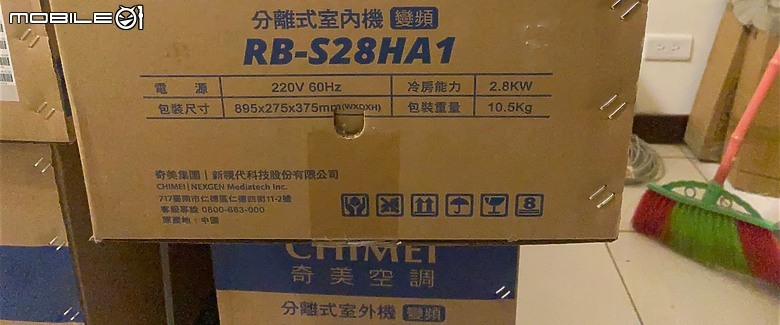 MOBILE01
分離式室內機 變頻
RB-S28HA1
電源 220V 60Hz 冷房能力 2.8KW
包裝尺寸 895x275x375mm(WXDXH) 包裝重量 10.5Kg
奇美集團 | 新視代科技股份有限公司
CHIMEI | NEXGEN Mediatech Inc.
717臺南市仁德區仁德四街11-2號
客服專線 0800-663-000
原產地：中國
8
CHIMEI
奇美空調
分離式室外機 變頻